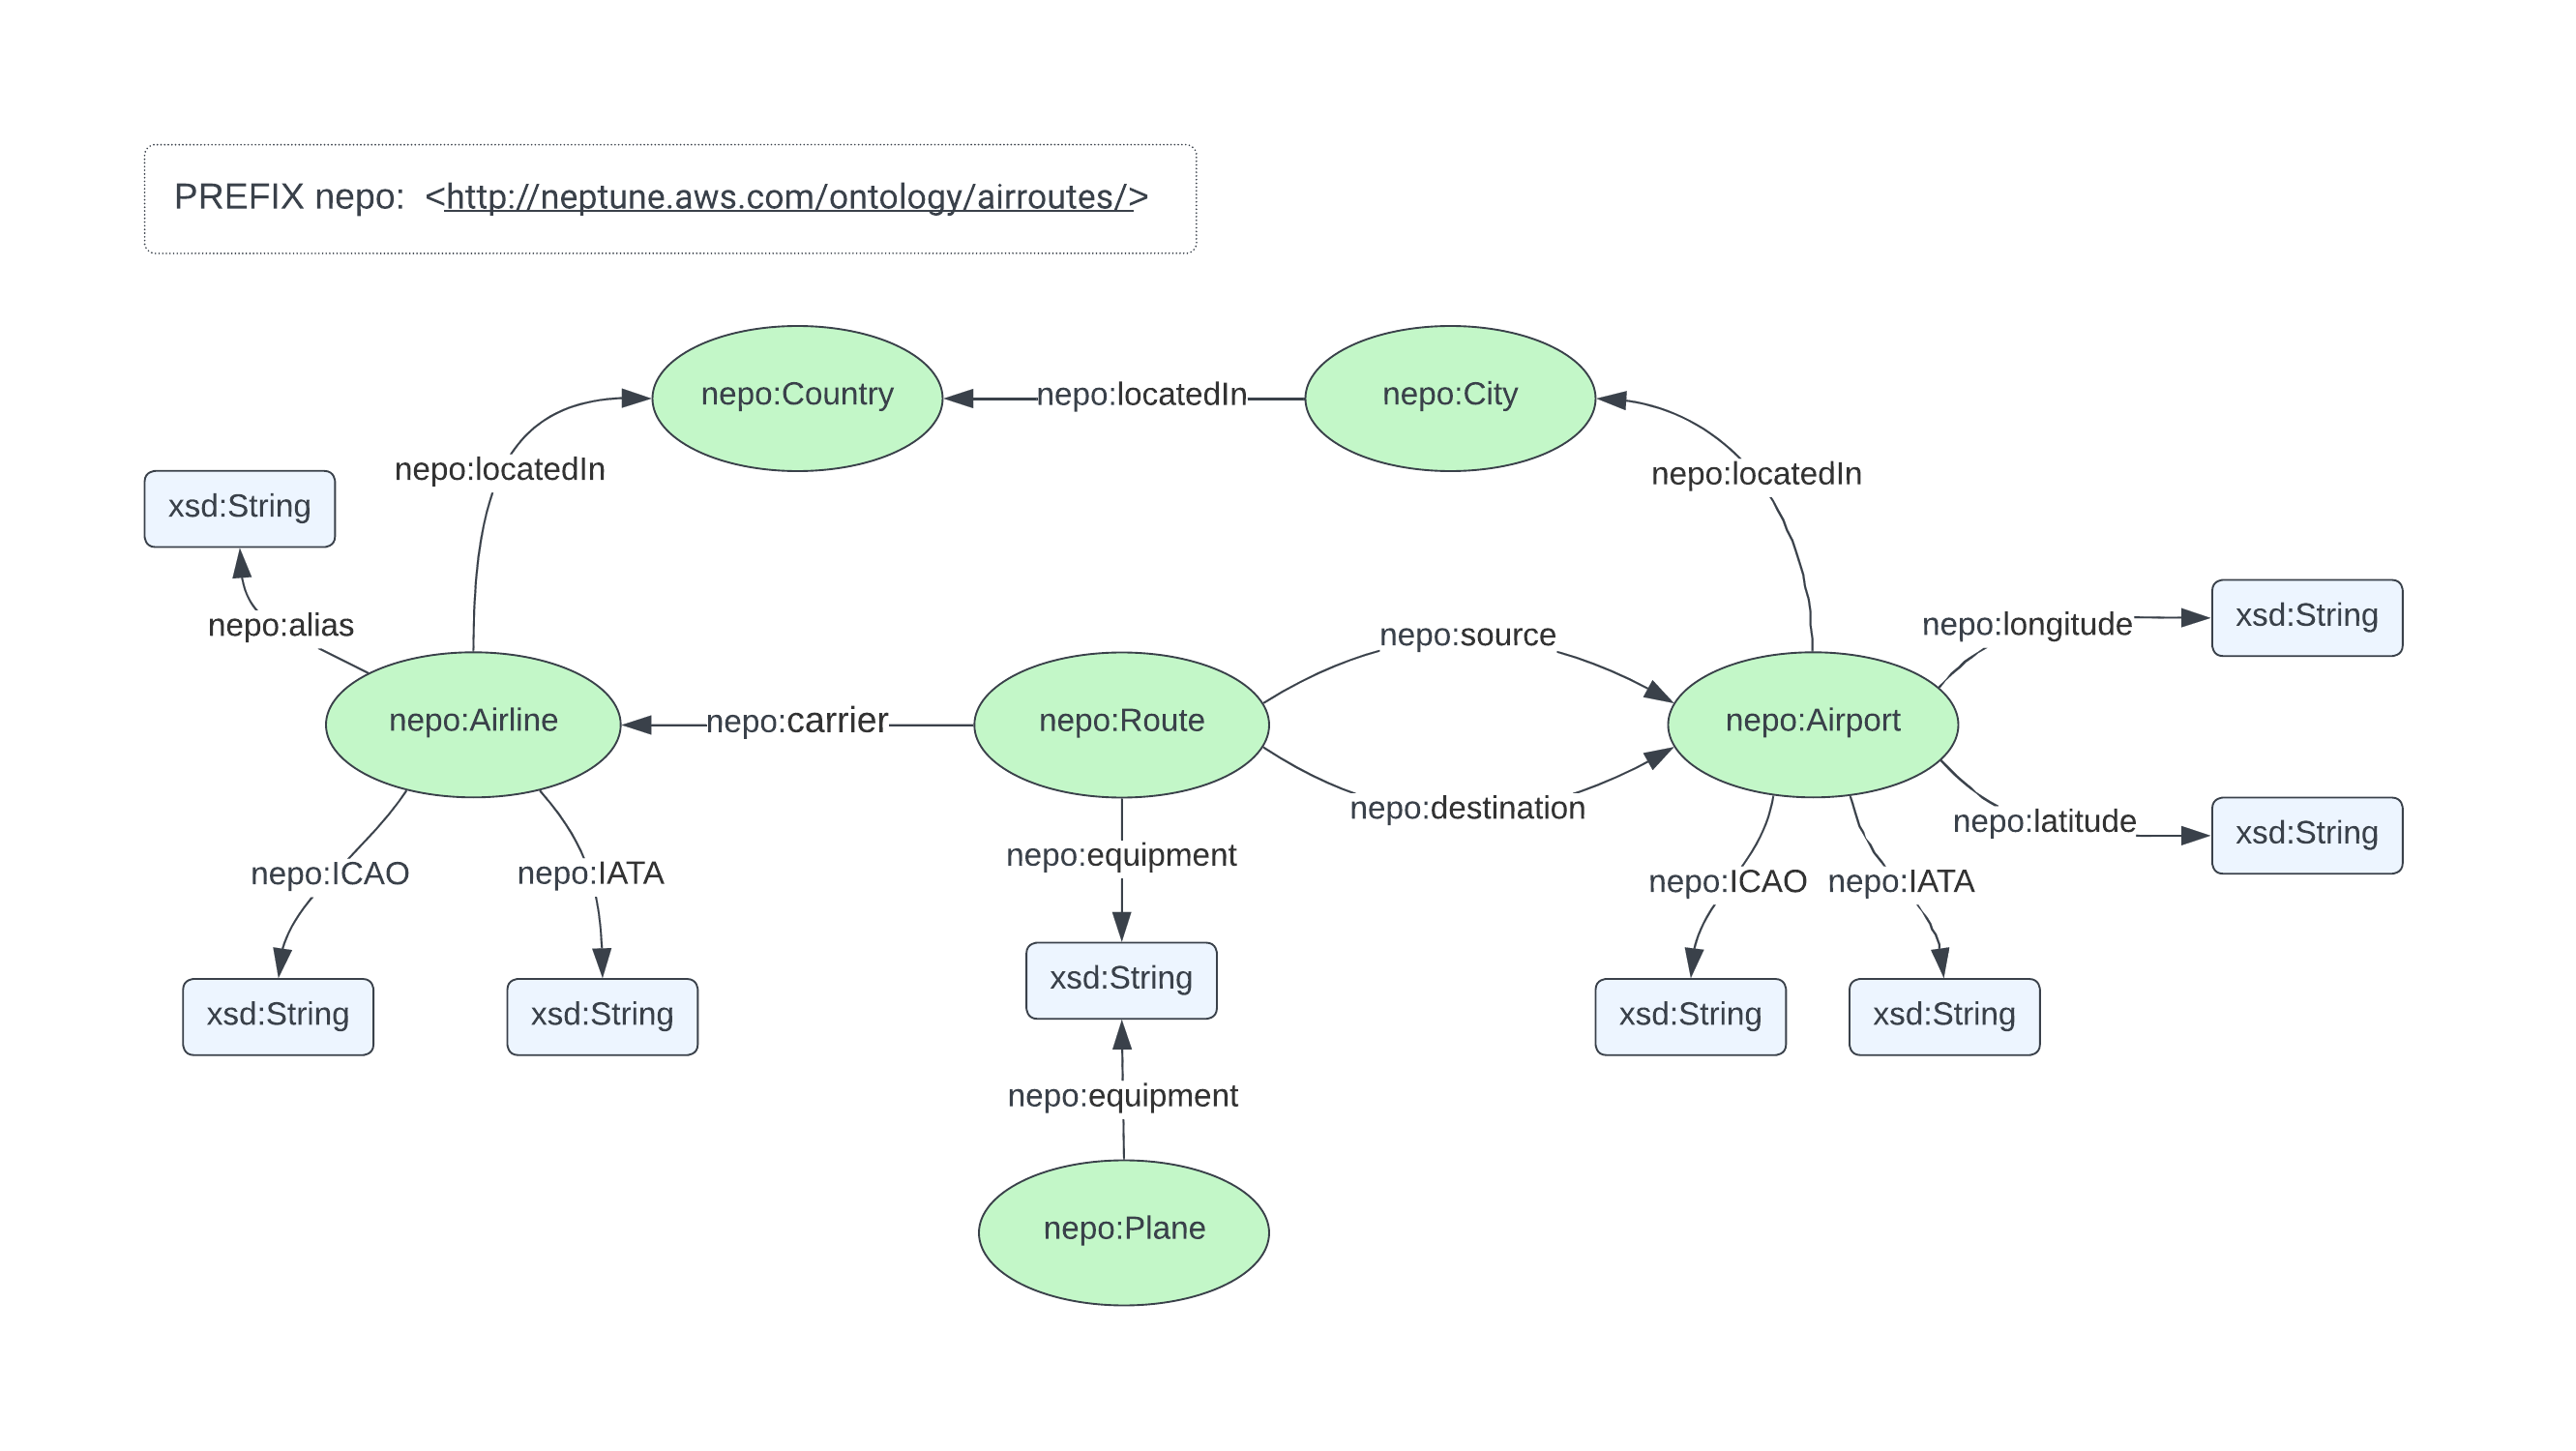 PREFIX nepo: <http://neptune.aws.com/ontology/airroutes/>
nepo:Country
nepo:locatedIn
nepo:City
nepo:locatedIn
nepo:locatedIn
xsd:String
nepo:alias
nepo:source
nepo:longitude
xsd:String
nepo:Airline
nepo:carrier
nepo:Route
nepo:Airport
nepo:destination
nepo:latitude
xsd:String
nepo:equipment
nepo:ICAO
nepo:IATA
nepo:ICAO
nepo:IATA
xsd:String
xsd:String
xsd:String
xsd:String
xsd:String
nepo:equipment
nepo:Plane